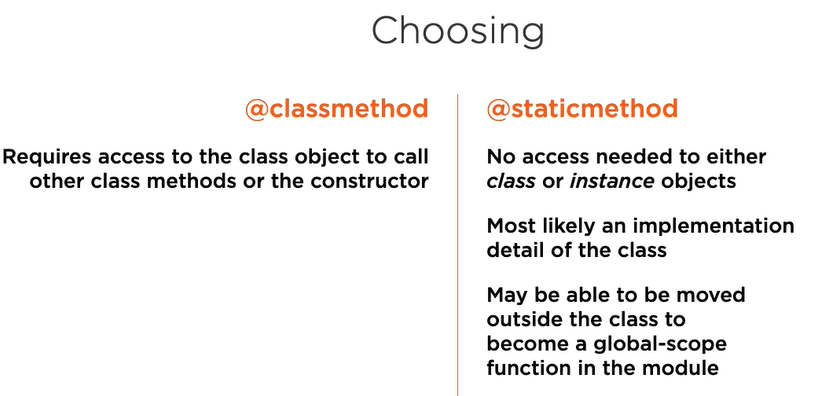 Choosing
@classmethod
Requires access to the class object to call
other class methods or the constructor
@staticmethod
No access needed to either
class or instance objects
Most likely an implementation
detail of the class
May be able to be moved
outside the class to
become a global-scope
function in the module